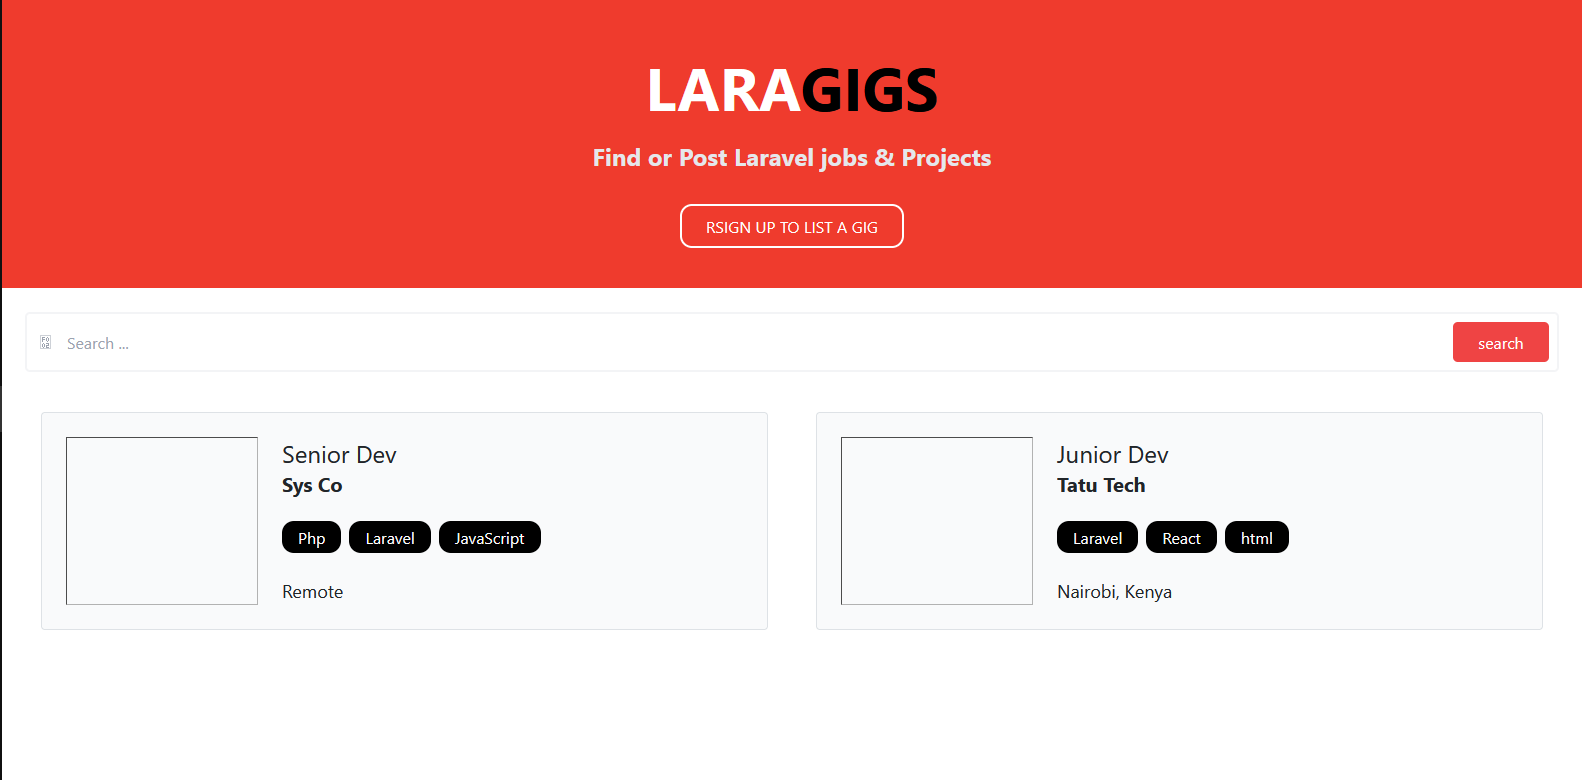 LARAGIGS
Find or Post Laravel jobs & Projects
RSIGN UP TO LIST A GIG
Search ...
search
Senior Dev
Sys Co
Php Laravel JavaScript
Remote
Junior Dev
Tatu Tech
Laravel React html
Nairobi, Kenya